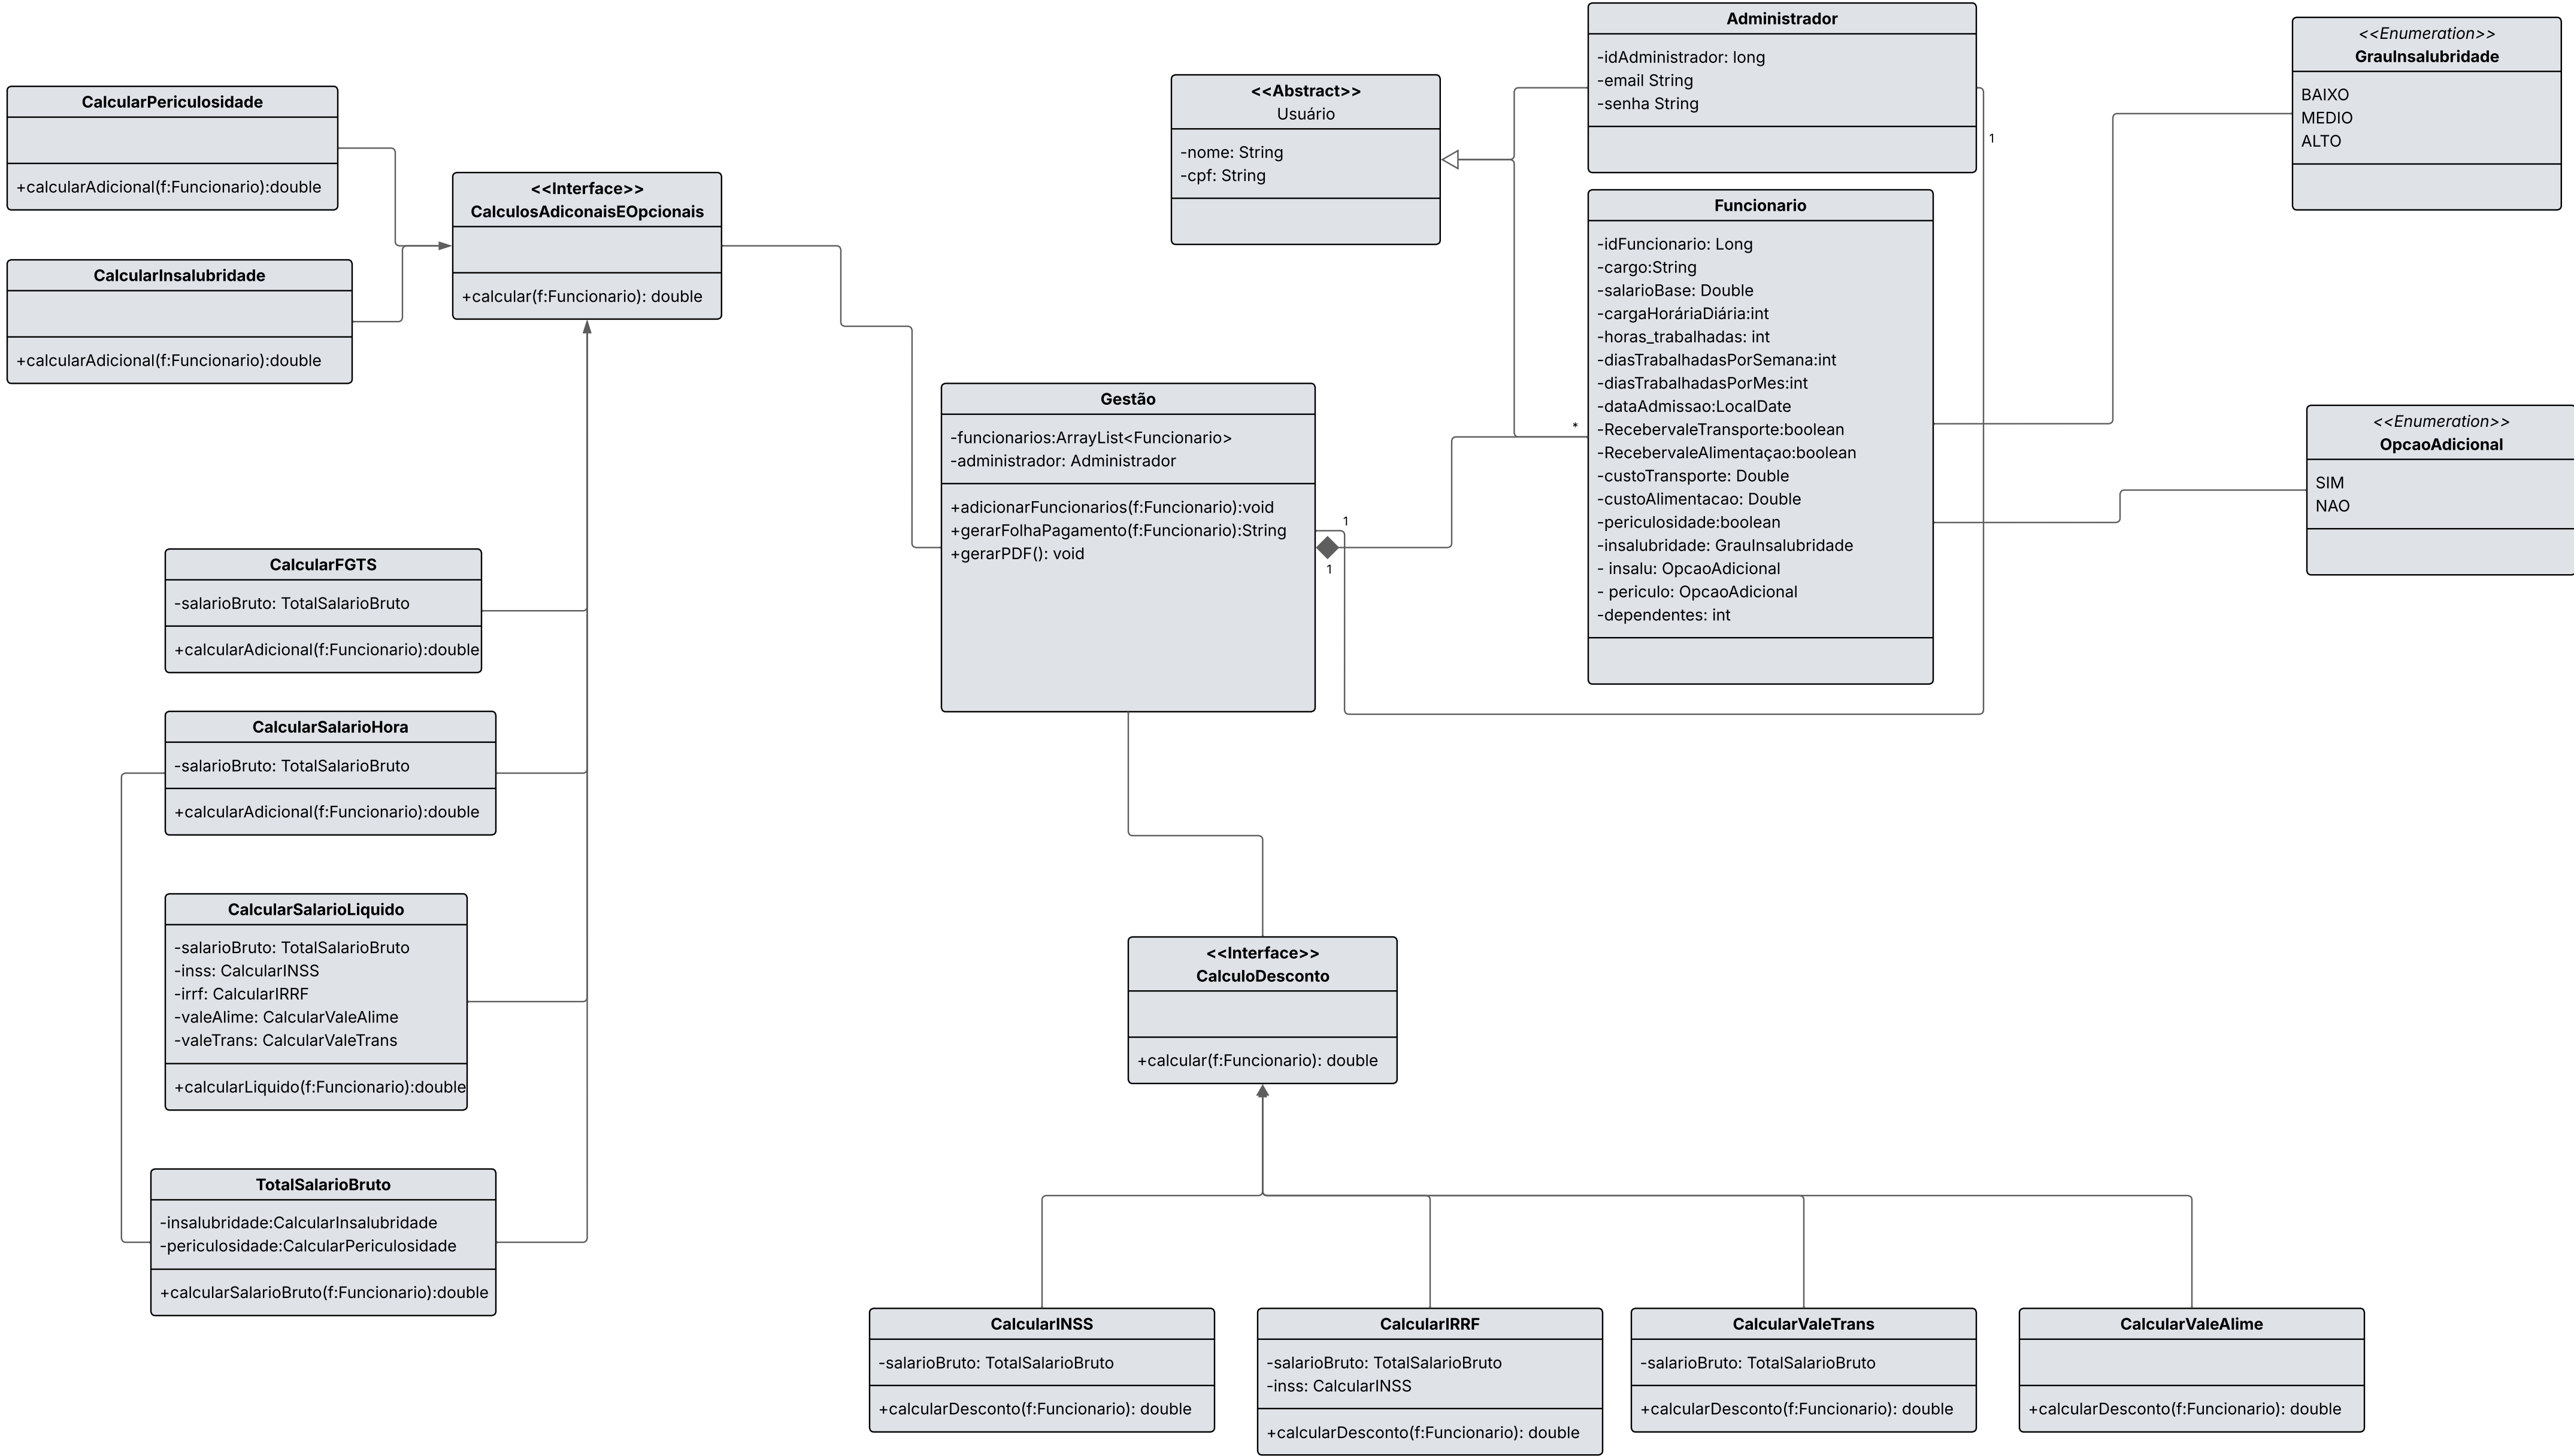 Administrador
-idAdministrador: long
-email String
-senha String
<<Enumeration>>
GrauInsalubridade
BAIXO
MEDIO
ALTO
<<Abstract>>
Usuário
-nome: String
-cpf: String
CalcularPericulosidade
+calcularAdicional(f:Funcionario):double
1
<<Interface>>
CalculosAdiconaisEOpcionais
+calcular(f:Funcionario): double
Funcionario
-idFuncionario: Long
-cargo:String
-salarioBase: Double
-cargaHoráriaDiária:int
-horas_trabalhadas: int
-diasTrabalhadasPorSemana:int
-diasTrabalhadasPorMes:int
-dataAdmissao:LocalDate
-RecebervaleTransporte:boolean
-RecebervaleAlimentaçao:boolean
-custoTransporte: Double
-custoAlimentacao: Double
-periculosidade:boolean
-insalubridade: GrauInsalubridade
- insalu: OpcaoAdicional
- periculo: OpcaoAdicional
-dependentes: int
CalcularInsalubridade
+calcularAdicional(f:Funcionario):double
Gestão
-funcionarios:ArrayList<Funcionario>
-administrador: Administrador
+adicionarFuncionarios(f:Funcionario):void
+gerarFolhaPagamento(f:Funcionario):String
+gerarPDF(): void
*
1
1
<<Enumeration>>
OpcaoAdicional
SIM
NAO
CalcularFGTS
-salarioBruto: TotalSalarioBruto
+calcularAdicional(f:Funcionario):double
CalcularSalarioHora
-salarioBruto: TotalSalarioBruto
+calcularAdicional(f:Funcionario):double
CalcularSalarioLiquido
-salarioBruto: TotalSalarioBruto
-inss: CalcularINSS
-irrf: CalcularIRRF
-valeAlime: CalcularValeAlime
-valeTrans: CalcularValeTrans
+calcularLiquido(f:Funcionario):double
<<Interface>>
CalculoDesconto
+calcular(f:Funcionario): double
TotalSalarioBruto
-insalubridade:CalcularInsalubridade
-periculosidade:CalcularPericulosidade
+calcularSalarioBruto(f:Funcionario):double
CalcularINSS
-salarioBruto: TotalSalarioBruto
+calcularDesconto(f:Funcionario): double
CalcularIRRF
-salarioBruto: TotalSalarioBruto
-inss: CalcularINSS
+calcularDesconto(f:Funcionario): double
CalcularValeTrans
-salarioBruto: TotalSalarioBruto
+calcularDesconto(f:Funcionario): double
CalcularValeAlime
+calcularDesconto(f:Funcionario): double